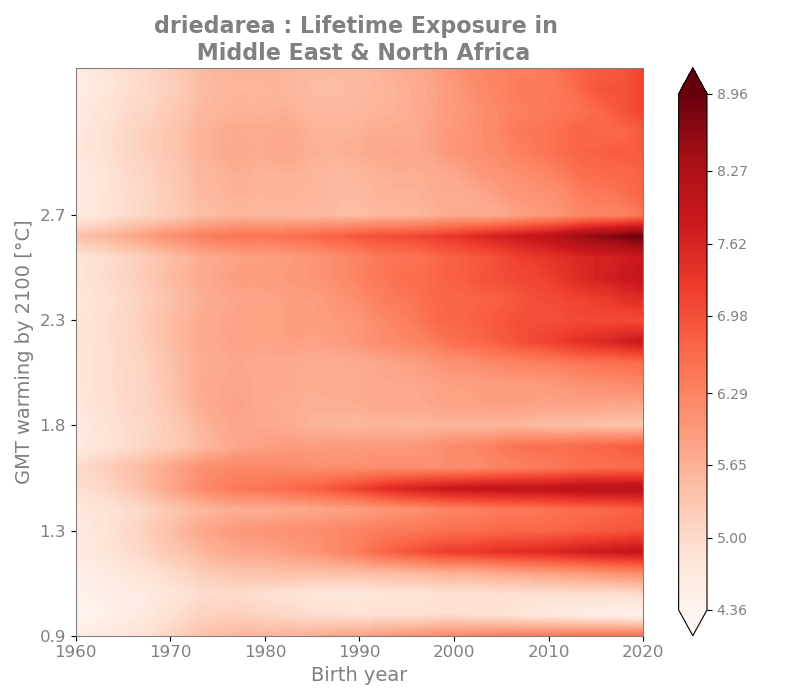 driedarea : Lifetime Exposure in
Middle East & North Africa
GMT warming by 2100 [°C]
2.7
2.3
1.8
1.3
0.9
1960 1970 1980 1990 2000 2010 2020
Birth year
8.96
8.27
7.62
6.98
6.29
5.65
5.00
4.36